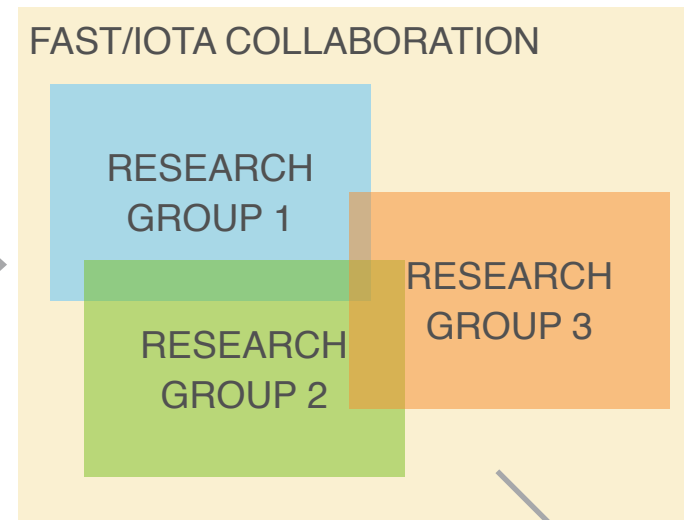 FAST/IOTA COLLABORATION
RESEARCH
GROUP 1
RESEARCH
GROUP 3
RESEARCH
GROUP 2